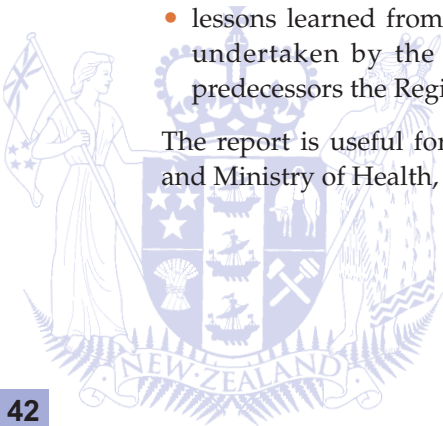 • lessons learned from
undertaken by the
predecessors the Regi
The report is useful for
and Ministry of Health,
NEW·ZEALAND
42